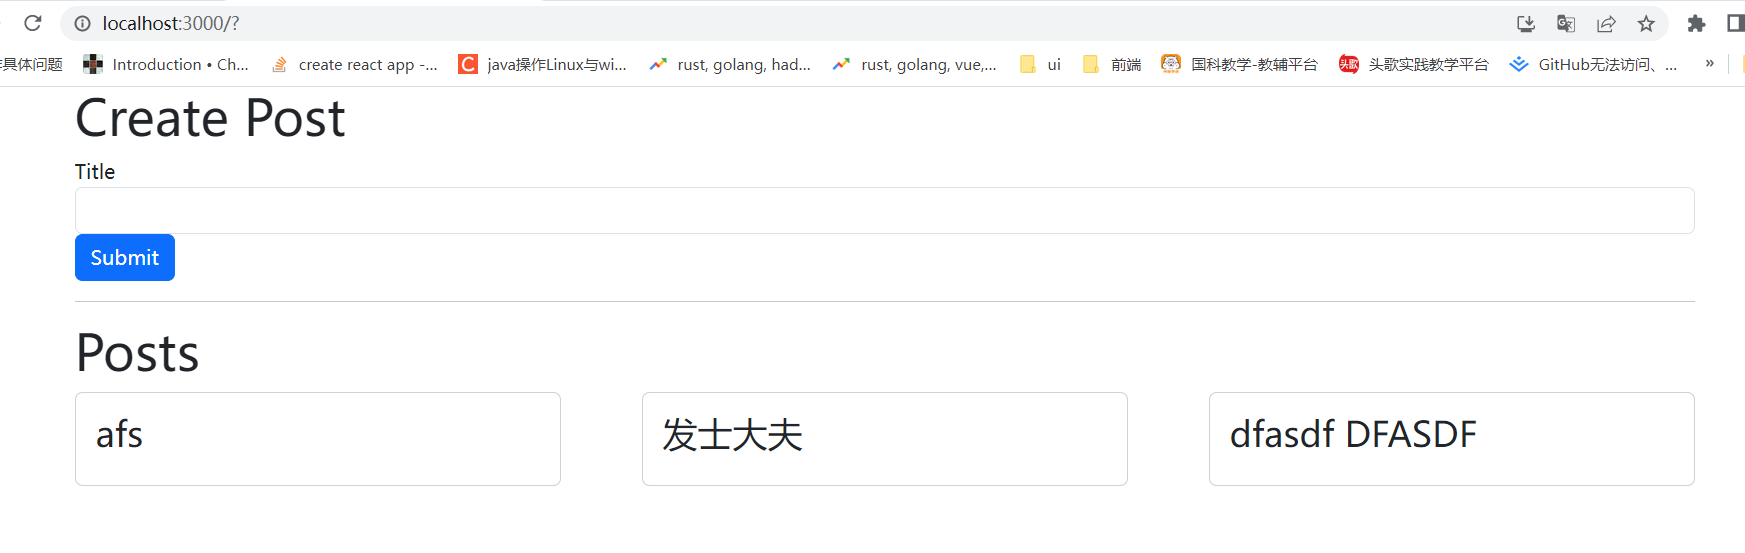 localhost:3000/?
具体问题 Introduction • Ch... create react app -... java操作Linux与wi... rust, golang, had... rust, golang, vue,... ui 前端 国科教学-教辅平台 头歌 头歌实践教学平台 GitHub无法访问、... »
Create Post
Title
Submit
Posts
afs 发士大夫 dfasdf DFASDF